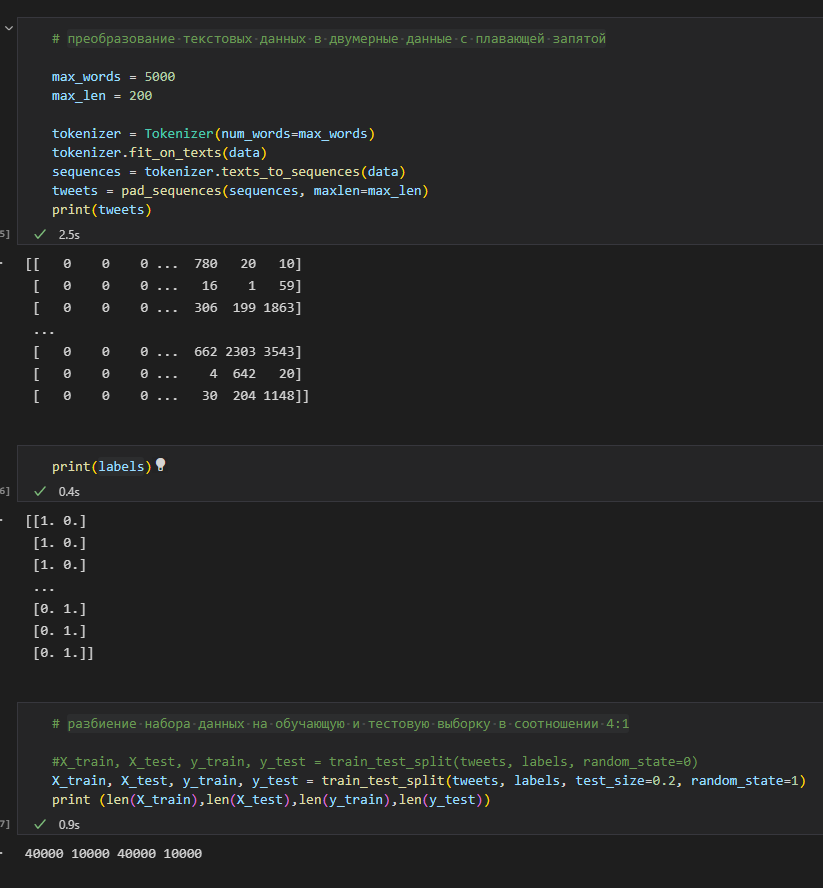 # преобразование текстовых данных в двумерные данные с плавающей запятой
max_words = 5000
max_len = 200
tokenizer = Tokenizer(num_words=max_words)
tokenizer.fit_on_texts(data)
sequences = tokenizer.texts_to_sequences(data)
tweets = pad_sequences(sequences, maxlen=max_len)
print(tweets)
5] 2.5s
[[   0    0    0 ...  780   20   10]
 [   0    0    0 ...   16    1   59]
 [   0    0    0 ...  306  199 1863]
 ...
 [   0    0    0 ...  662 2303 3543]
 [   0    0    0 ...    4  642   20]
 [   0    0    0 ...   30  204 1148]]
print(labels)
6] 0.4s
[[1. 0.]
 [1. 0.]
 [1. 0.]
 ...
 [0. 1.]
 [0. 1.]
 [0. 1.]]
# разбиение набора данных на обучающую и тестовую выборку в соотношении 4:1
#X_train, X_test, y_train, y_test = train_test_split(tweets, labels, random_state=0)
X_train, X_test, y_train, y_test = train_test_split(tweets, labels, test_size=0.2, random_state=1)
print (len(X_train),len(X_test),len(y_train),len(y_test))
7] 0.9s
40000 10000 40000 10000